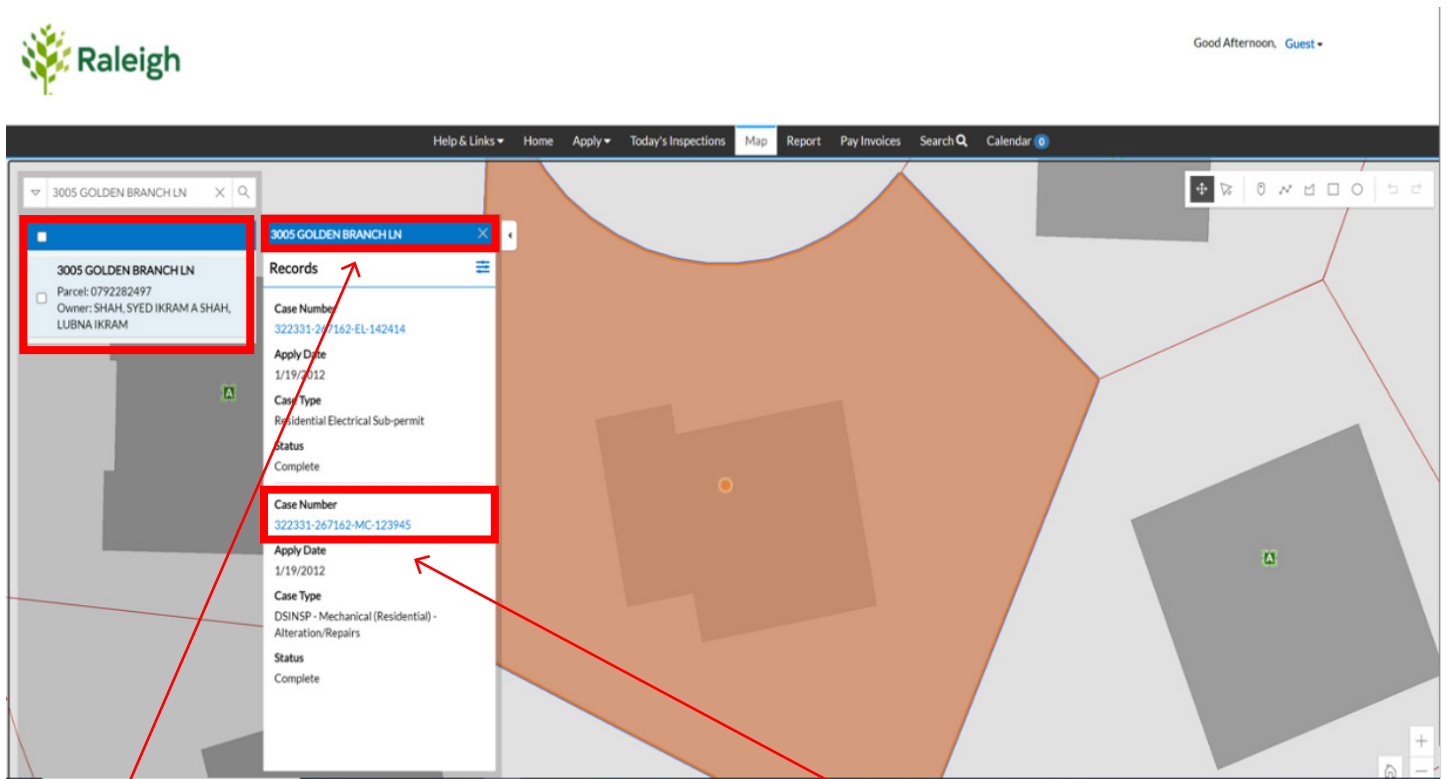 Raleigh
Good Afternoon, Guest
Help & Links Home Apply Today's Inspections Map Report Pay Invoices Search Calendar 0
3005 GOLDEN BRANCH LN
3005 GOLDEN BRANCH LN
Parcel: 0792282497
Owner: SHAH, SYED IKRAM A SHAH,
LUBNA IKRAM
3005 GOLDEN BRANCH LN
Records
Case Number
322331-267162-EL-142414
Apply Date
1/19/2012
Case Type
Residential Electrical Sub-permit
Status
Complete
Case Number
322331-267162-MC-123945
Apply Date
1/19/2012
Case Type
DSINSP - Mechanical (Residential) -
Alteration/Repairs
Status
Complete
A
A